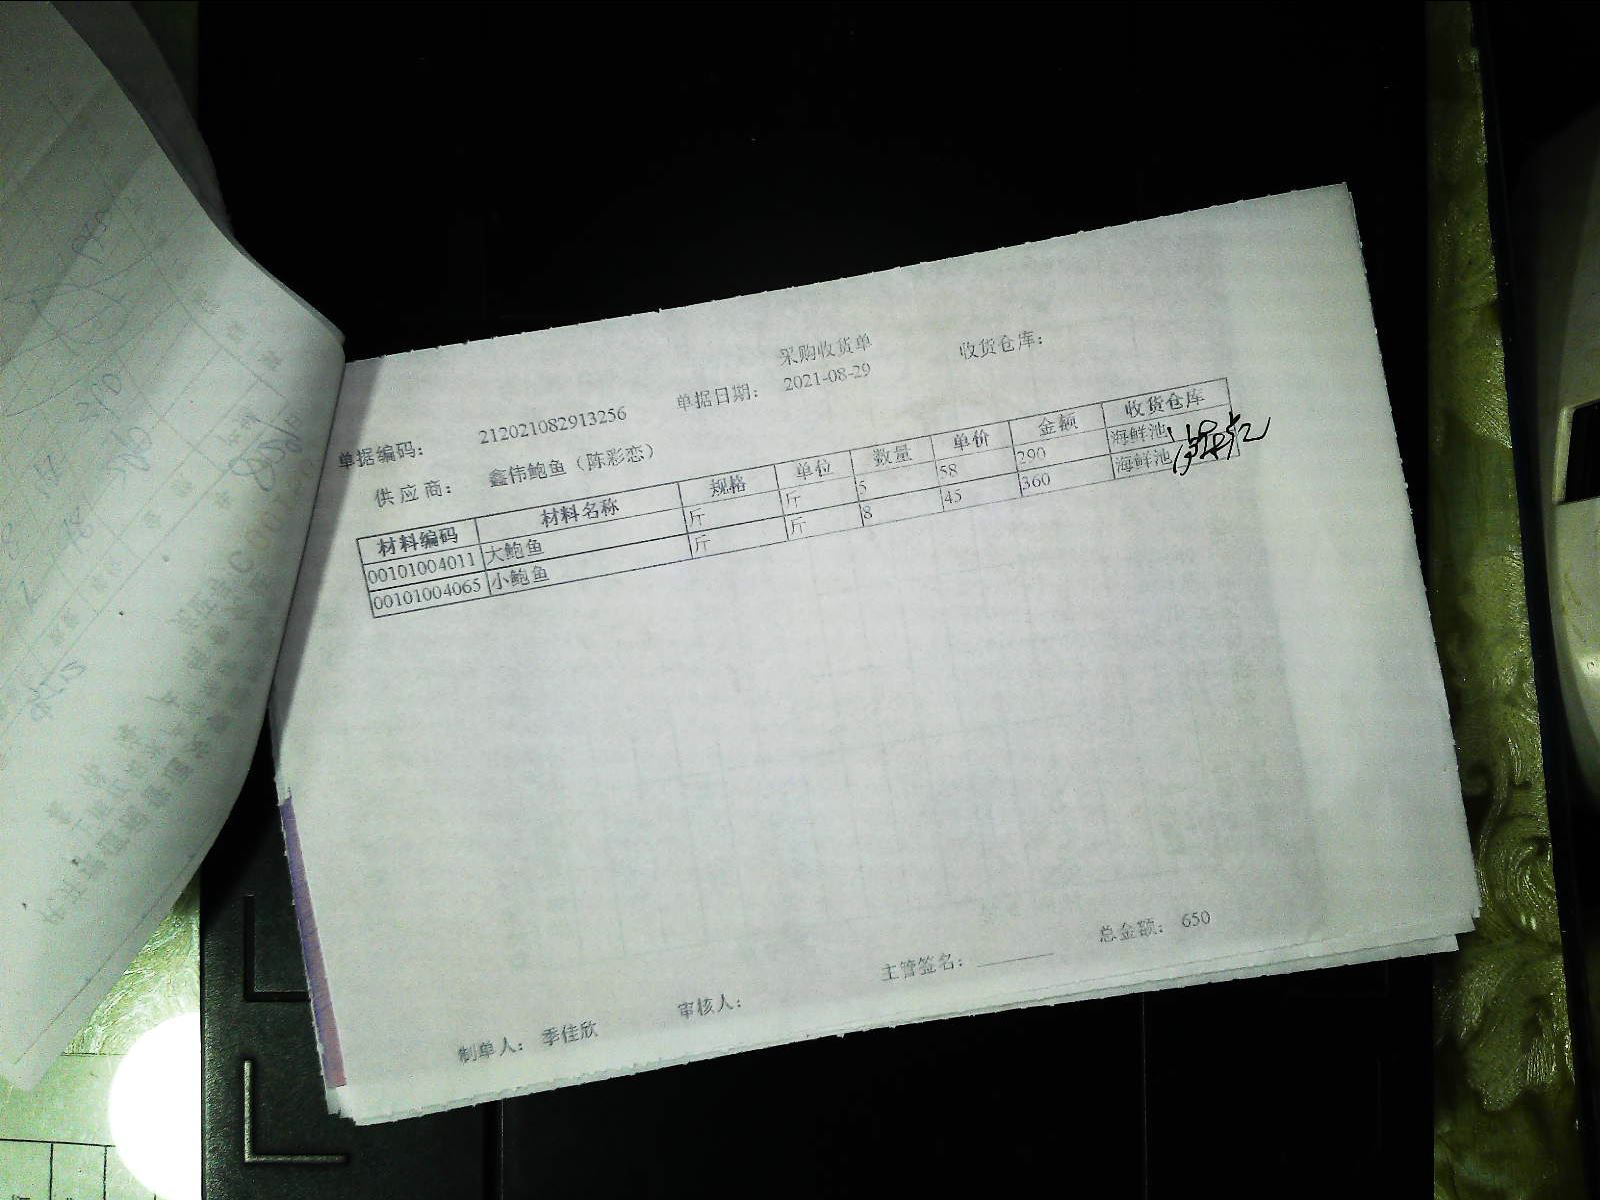 采购收货单
单据编码： 212021082913256 单据日期： 2021-08-29 收货仓库：
供应商： 鑫伟鲍鱼（陈彩恋）
材料编码 材料名称 规格 单位 数量 单价 金额 收货仓库
00101004011 大鲍鱼 斤 斤 5 58 290 海鲜池
00101004065 小鲍鱼 斤 斤 8 45 360 海鲜池
总金额： 650
制单人： 季佳欣 审核人： 主管签名：